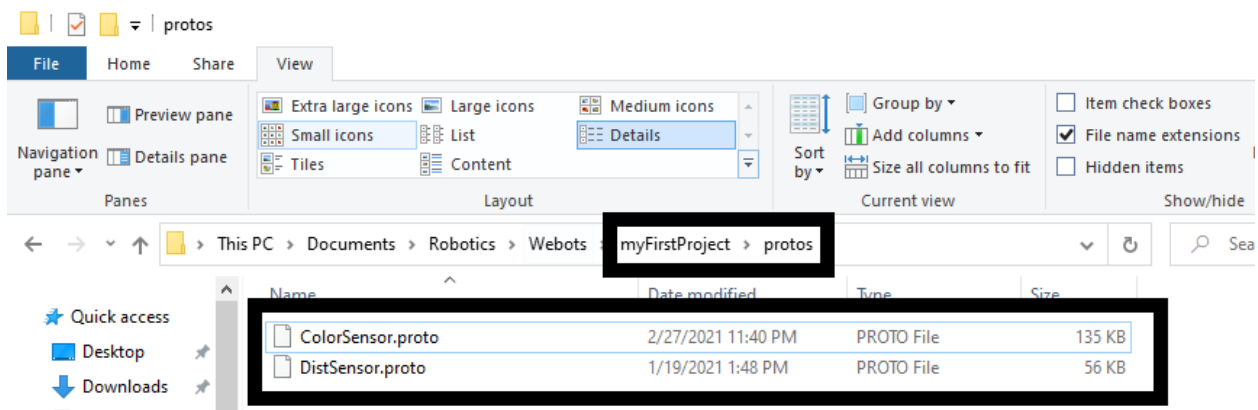 protos
File Home Share View
Navigation pane
Preview pane
Details pane
Panes
Extra large icons Large icons Medium icons
Small icons List Details
Tiles Content
Layout
Sort by
Group by
Add columns
Size all columns to fit
Current view
Item check boxes
File name extensions
Hidden items
Show/hide
This PC > Documents > Robotics > Webots > myFirstProject > protos
Sea
Quick access
Desktop
Downloads
Name Date modified Type Size
ColorSensor.proto 2/27/2021 11:40 PM PROTO File 135 KB
DistSensor.proto 1/19/2021 1:48 PM PROTO File 56 KB